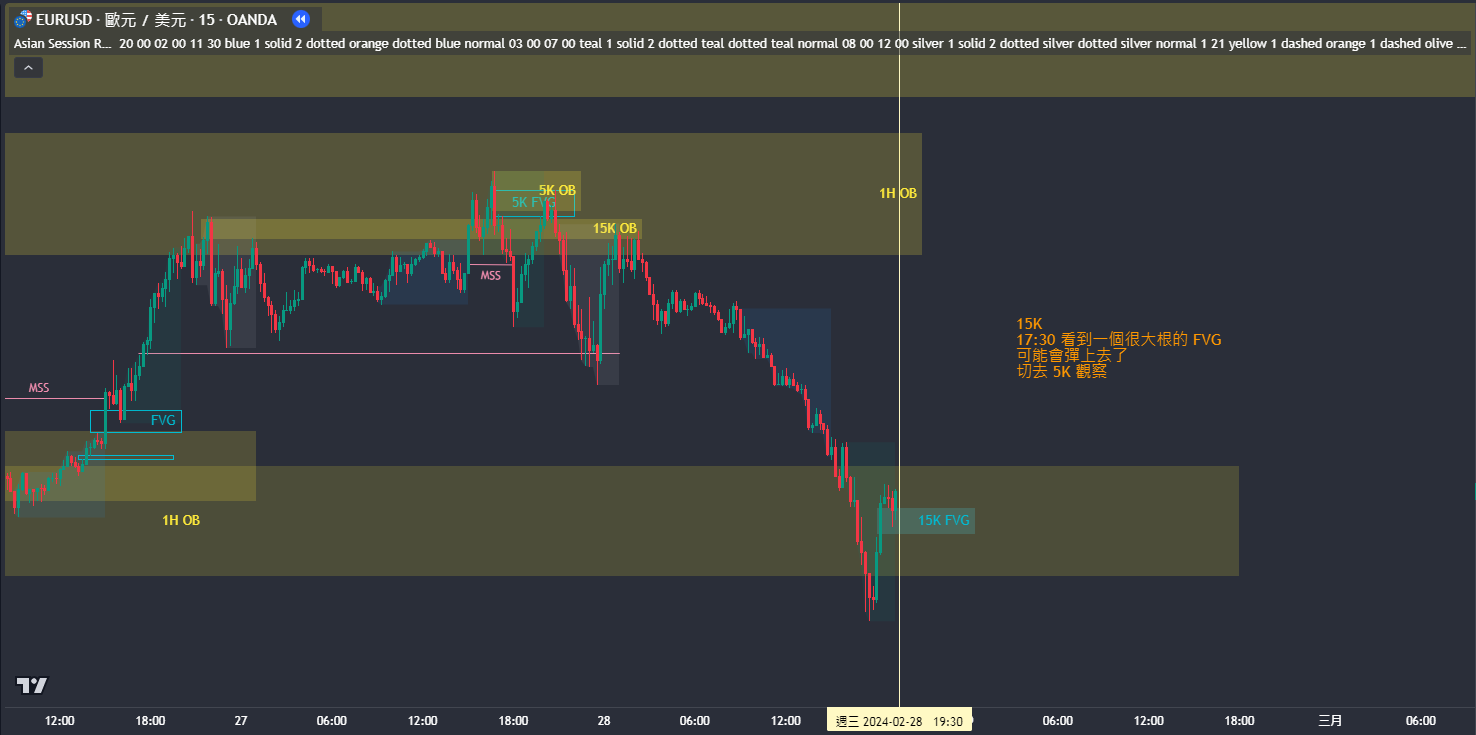 EURUSD · 歐元 / 美元 · 15 · OANDA
Asian Session R... 20 00 02 00 11 30 blue 1 solid 2 dotted orange dotted blue normal 03 00 07 00 teal 1 solid 2 dotted teal dotted teal normal 08 00 12 00 silver 1 solid 2 dotted silver dotted silver normal 1 21 yellow 1 dashed orange 1 dashed olive ...
5K OB
1H OB
5K FVG
15K OB
MSS
15K
17:30 看到一個很大根的 FVG
可能會彈上去了
切去 5K 觀察
MSS
FVG
1H OB
15K FVG
12:00 18:00 27 06:00 12:00 18:00 28 06:00 12:00 週三 2024-02-28 19:30 06:00 12:00 18:00 三月 06:00